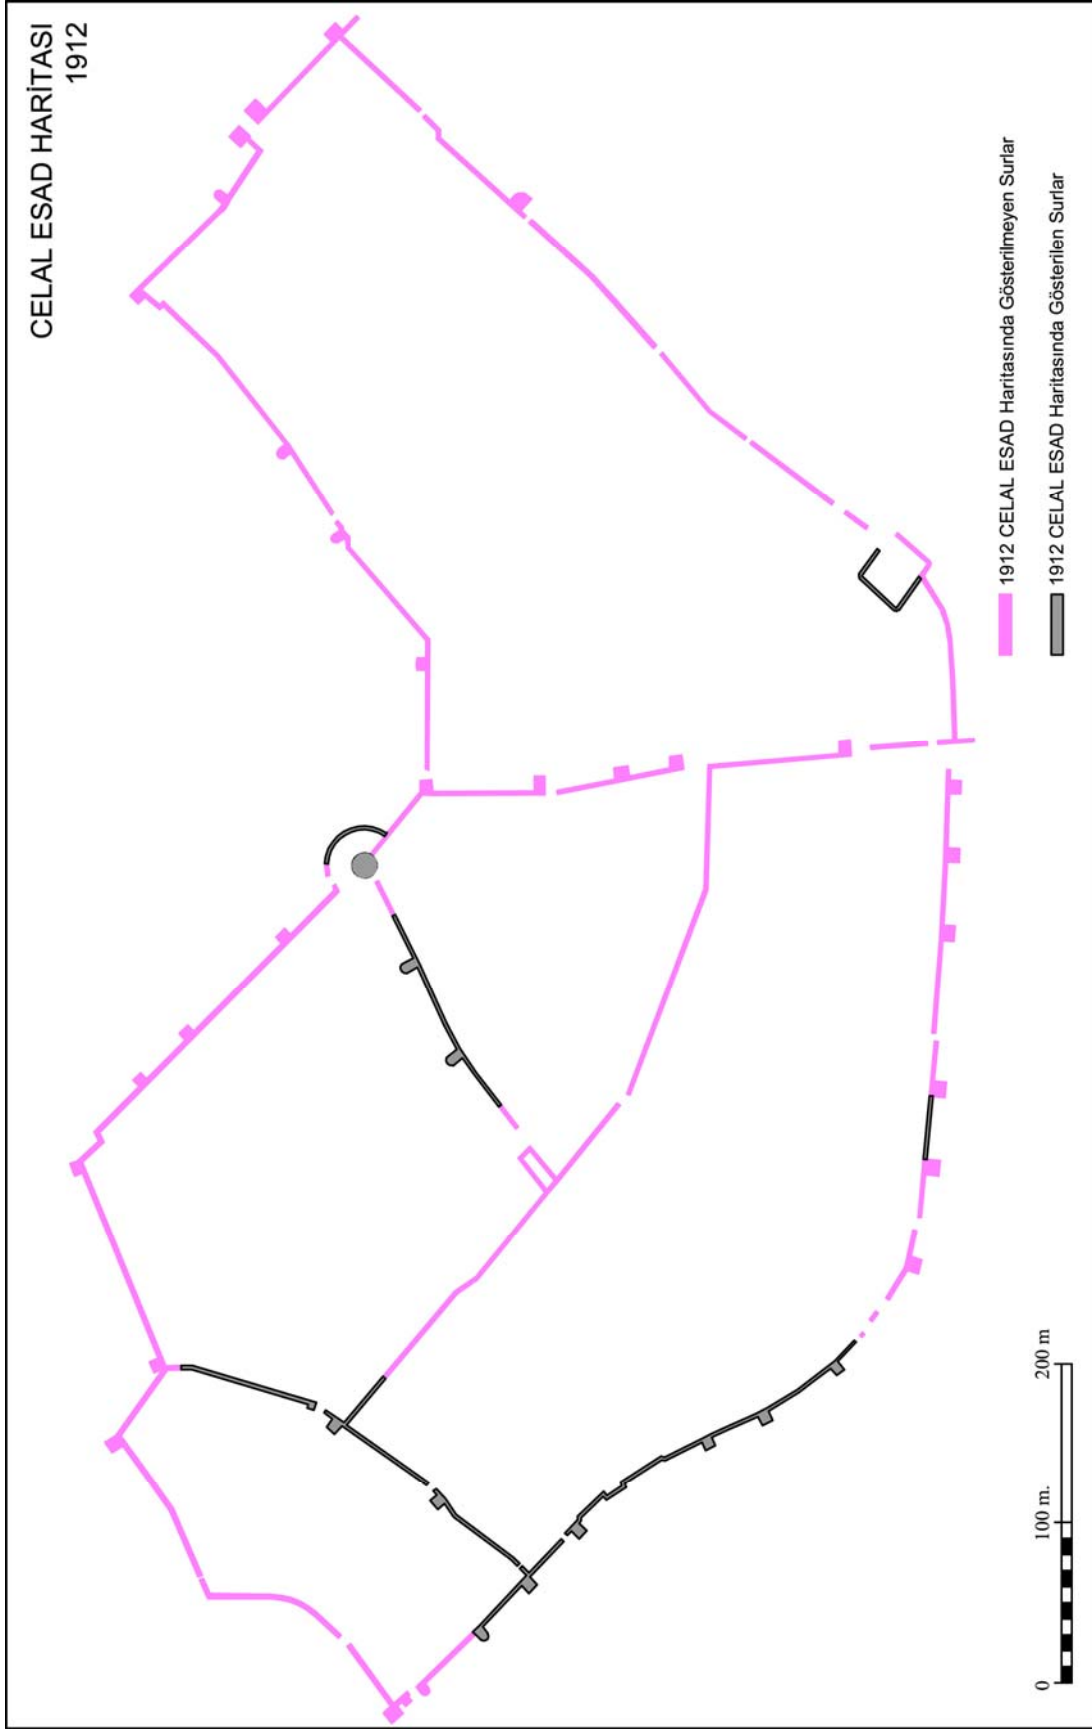 CELAL ESAD HARİTASI
1912
1912 CELAL ESAD Haritasında Gösterilmeyen Surlar
1912 CELAL ESAD Haritasında Gösterilen Surlar
0 100 m. 200 m